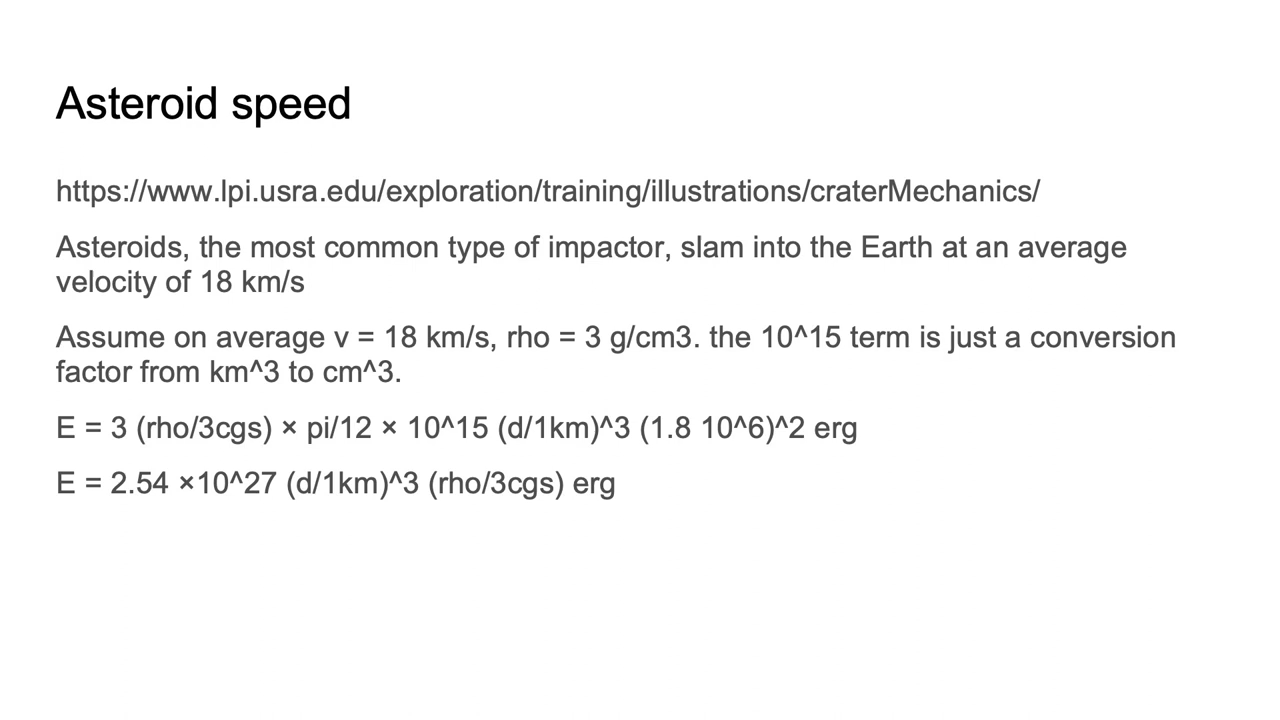 Asteroid speed
https://www.lpi.usra.edu/exploration/training/illustrations/craterMechanics/
Asteroids, the most common type of impactor, slam into the Earth at an average
velocity of 18 km/s
Assume on average v = 18 km/s, rho = 3 g/cm3. the 10^15 term is just a conversion
factor from km^3 to cm^3.
E = 3 (rho/3cgs) × pi/12 × 10^15 (d/1km)^3 (1.8 10^6)^2 erg
E = 2.54 ×10^27 (d/1km)^3 (rho/3cgs) erg